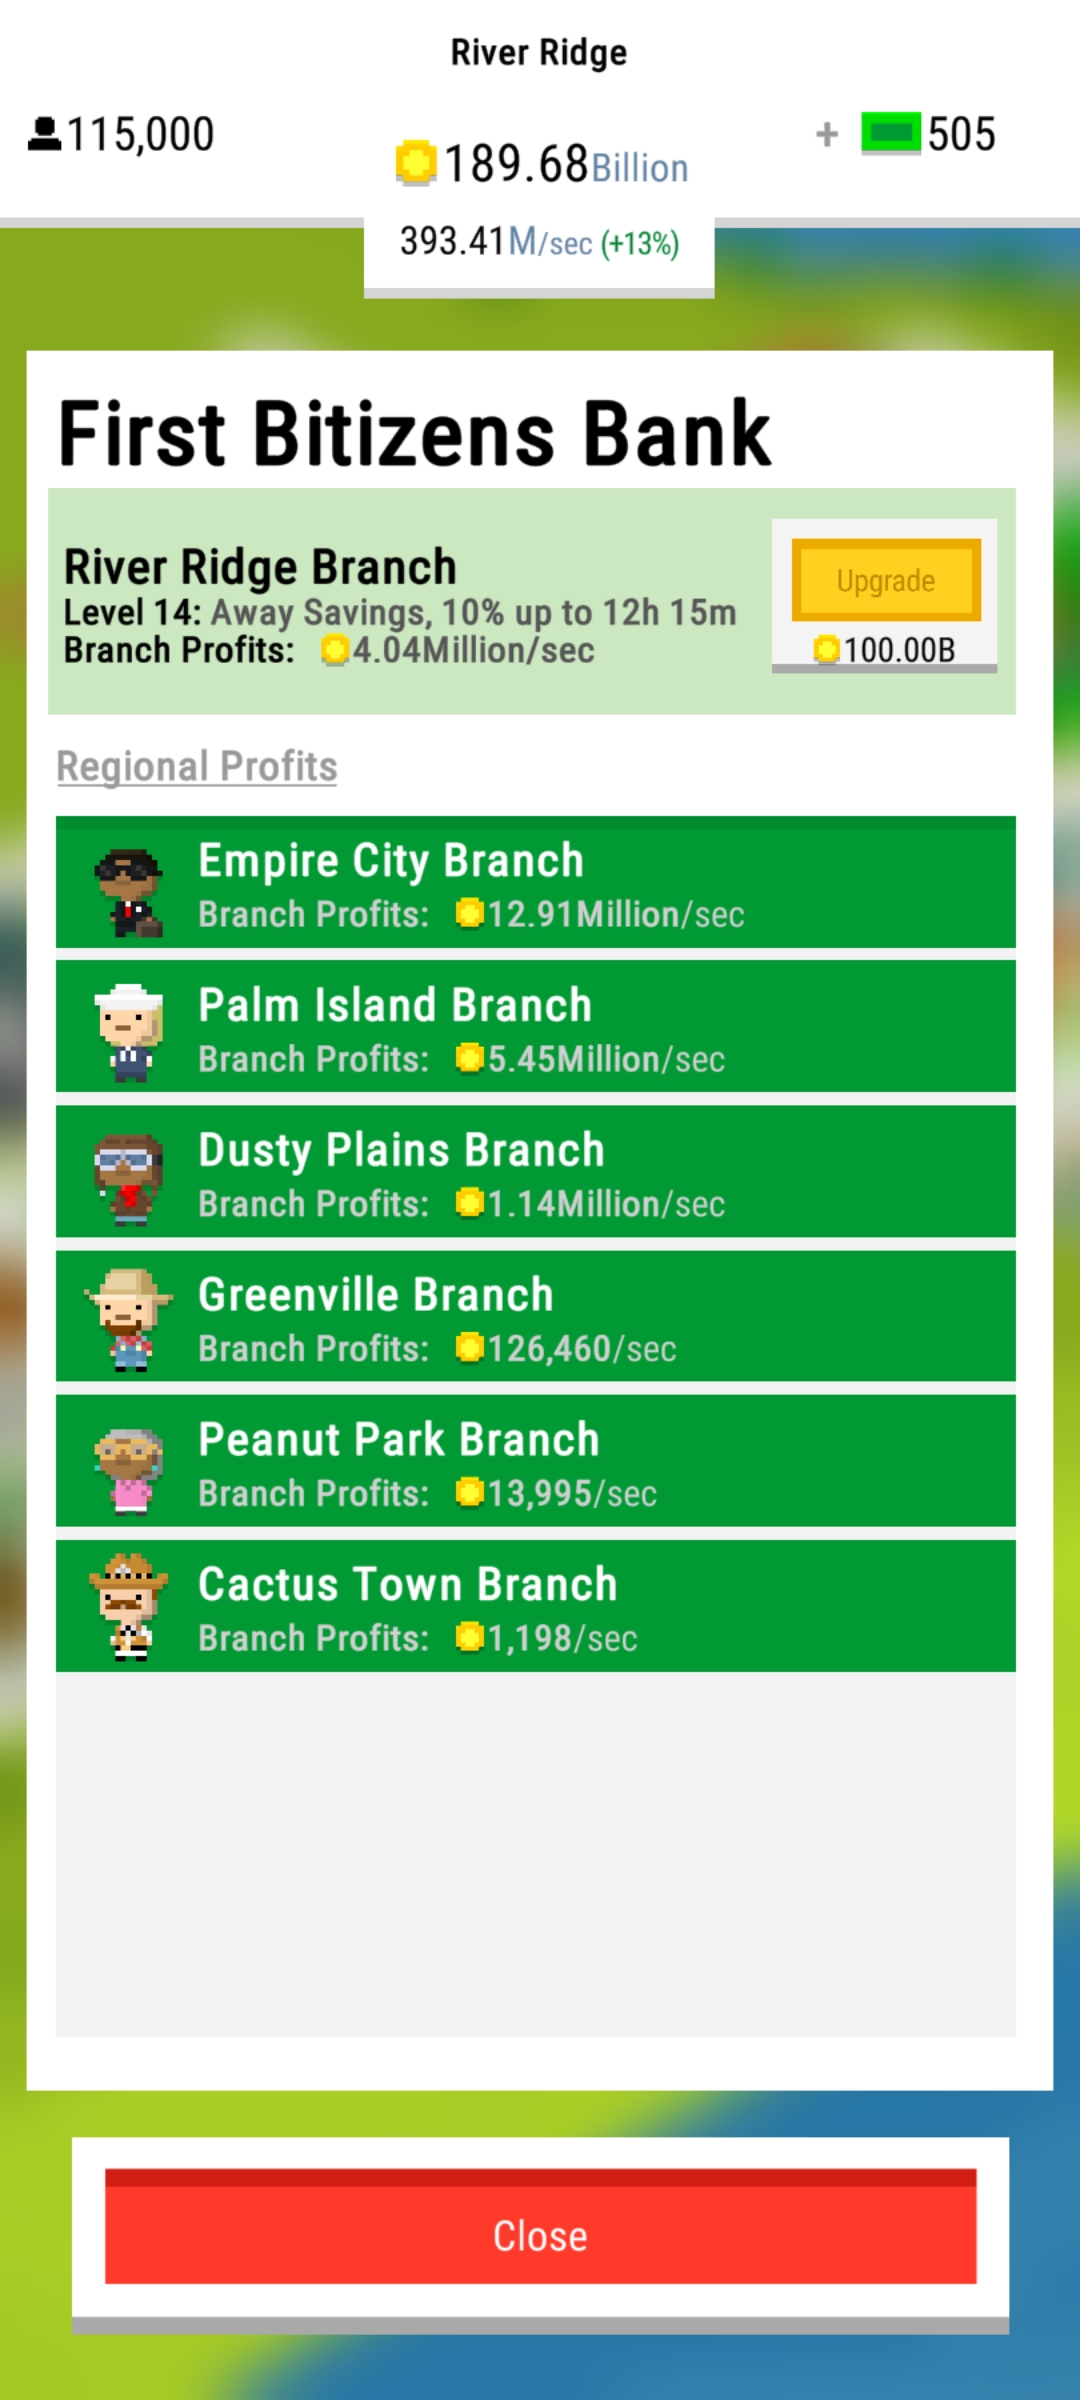 River Ridge
115,000
189.68Billion
+ 505
393.41M/sec (+13%)
First Bitizens Bank
River Ridge Branch
Level 14: Away Savings, 10% up to 12h 15m
Branch Profits: 4.04Million/sec
Upgrade
100.00B
Regional Profits
Empire City Branch
Branch Profits: 12.91Million/sec
Palm Island Branch
Branch Profits: 5.45Million/sec
Dusty Plains Branch
Branch Profits: 1.14Million/sec
Greenville Branch
Branch Profits: 126,460/sec
Peanut Park Branch
Branch Profits: 13,995/sec
Cactus Town Branch
Branch Profits: 1,198/sec
Close